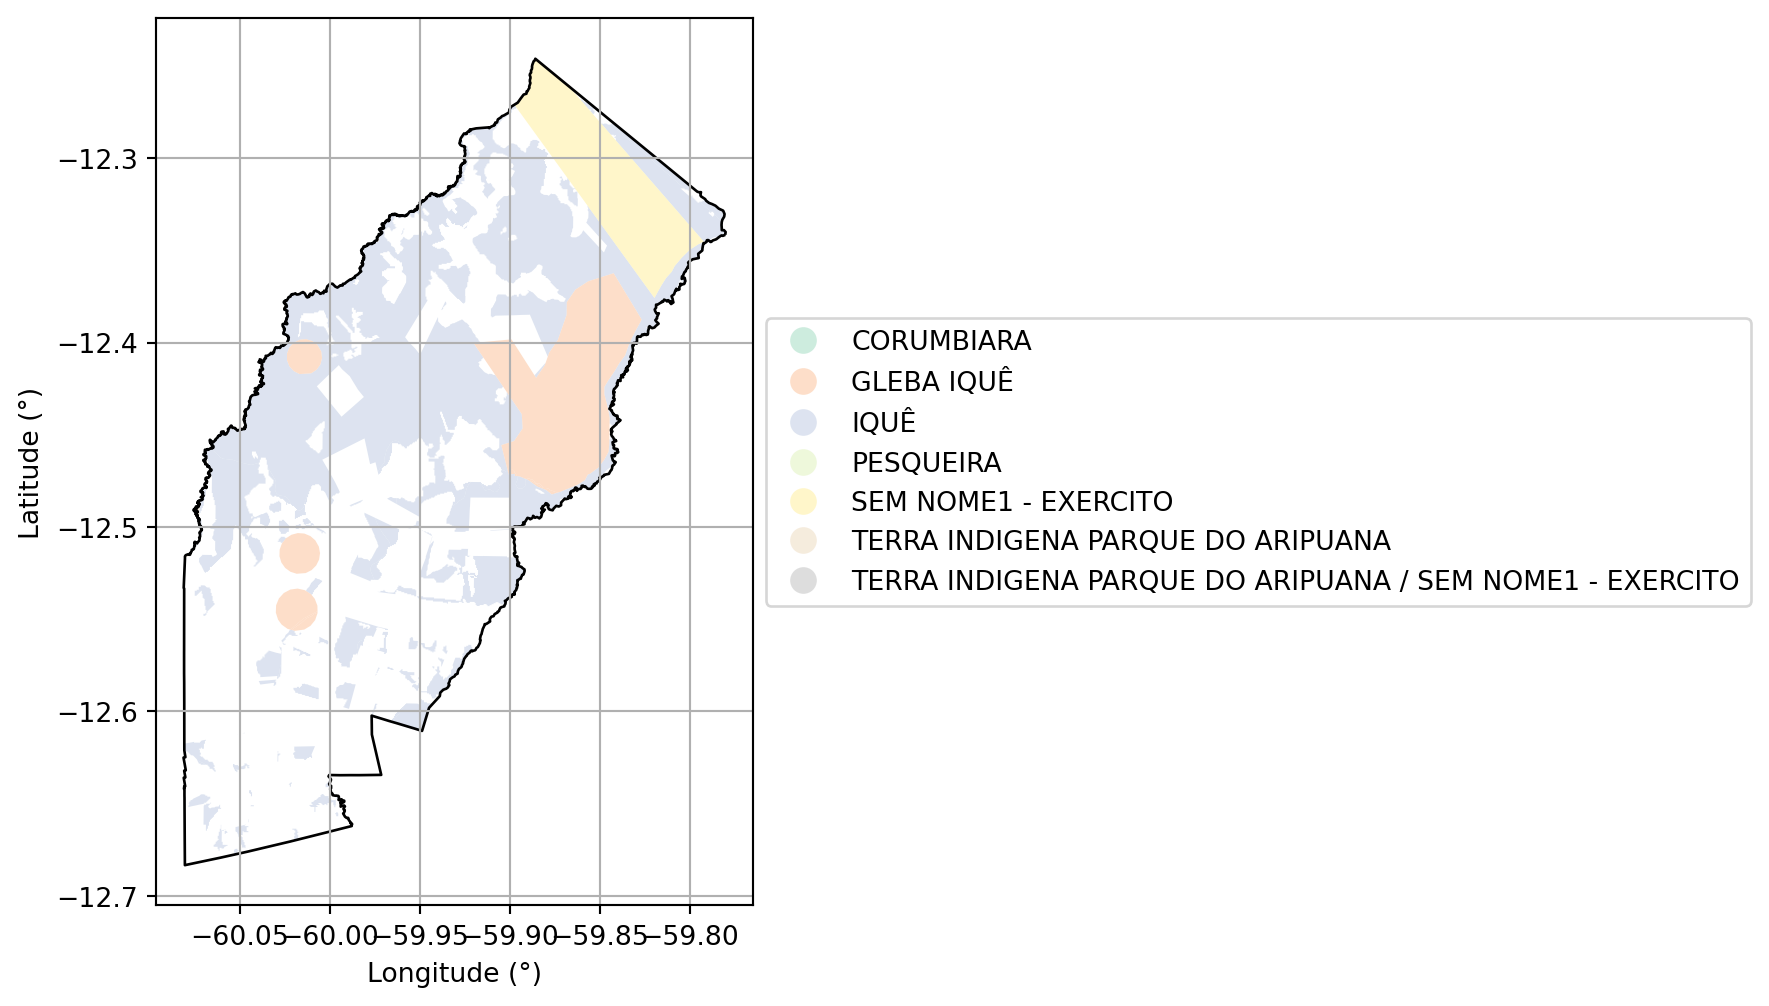 −12.3
−12.4
−12.5
−12.6
−12.7
Latitude (°)
−60.05 −60.00 −59.95 −59.90 −59.85 −59.80
Longitude (°)
CORUMBIARA
GLEBA IQUÊ
IQUÊ
PESQUEIRA
SEM NOME1 - EXERCITO
TERRA INDIGENA PARQUE DO ARIPUANA
TERRA INDIGENA PARQUE DO ARIPUANA / SEM NOME1 - EXERCITO